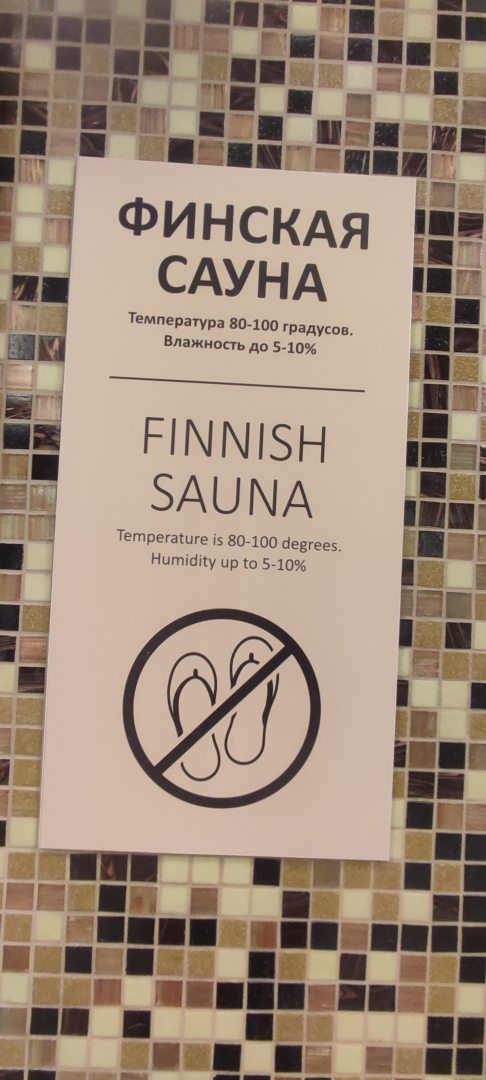 ФИНСКАЯ
САУНА
Температура 80-100 градусов.
Влажность до 5-10%
FINNISH
SAUNA
Temperature is 80-100 degrees.
Humidity up to 5-10%